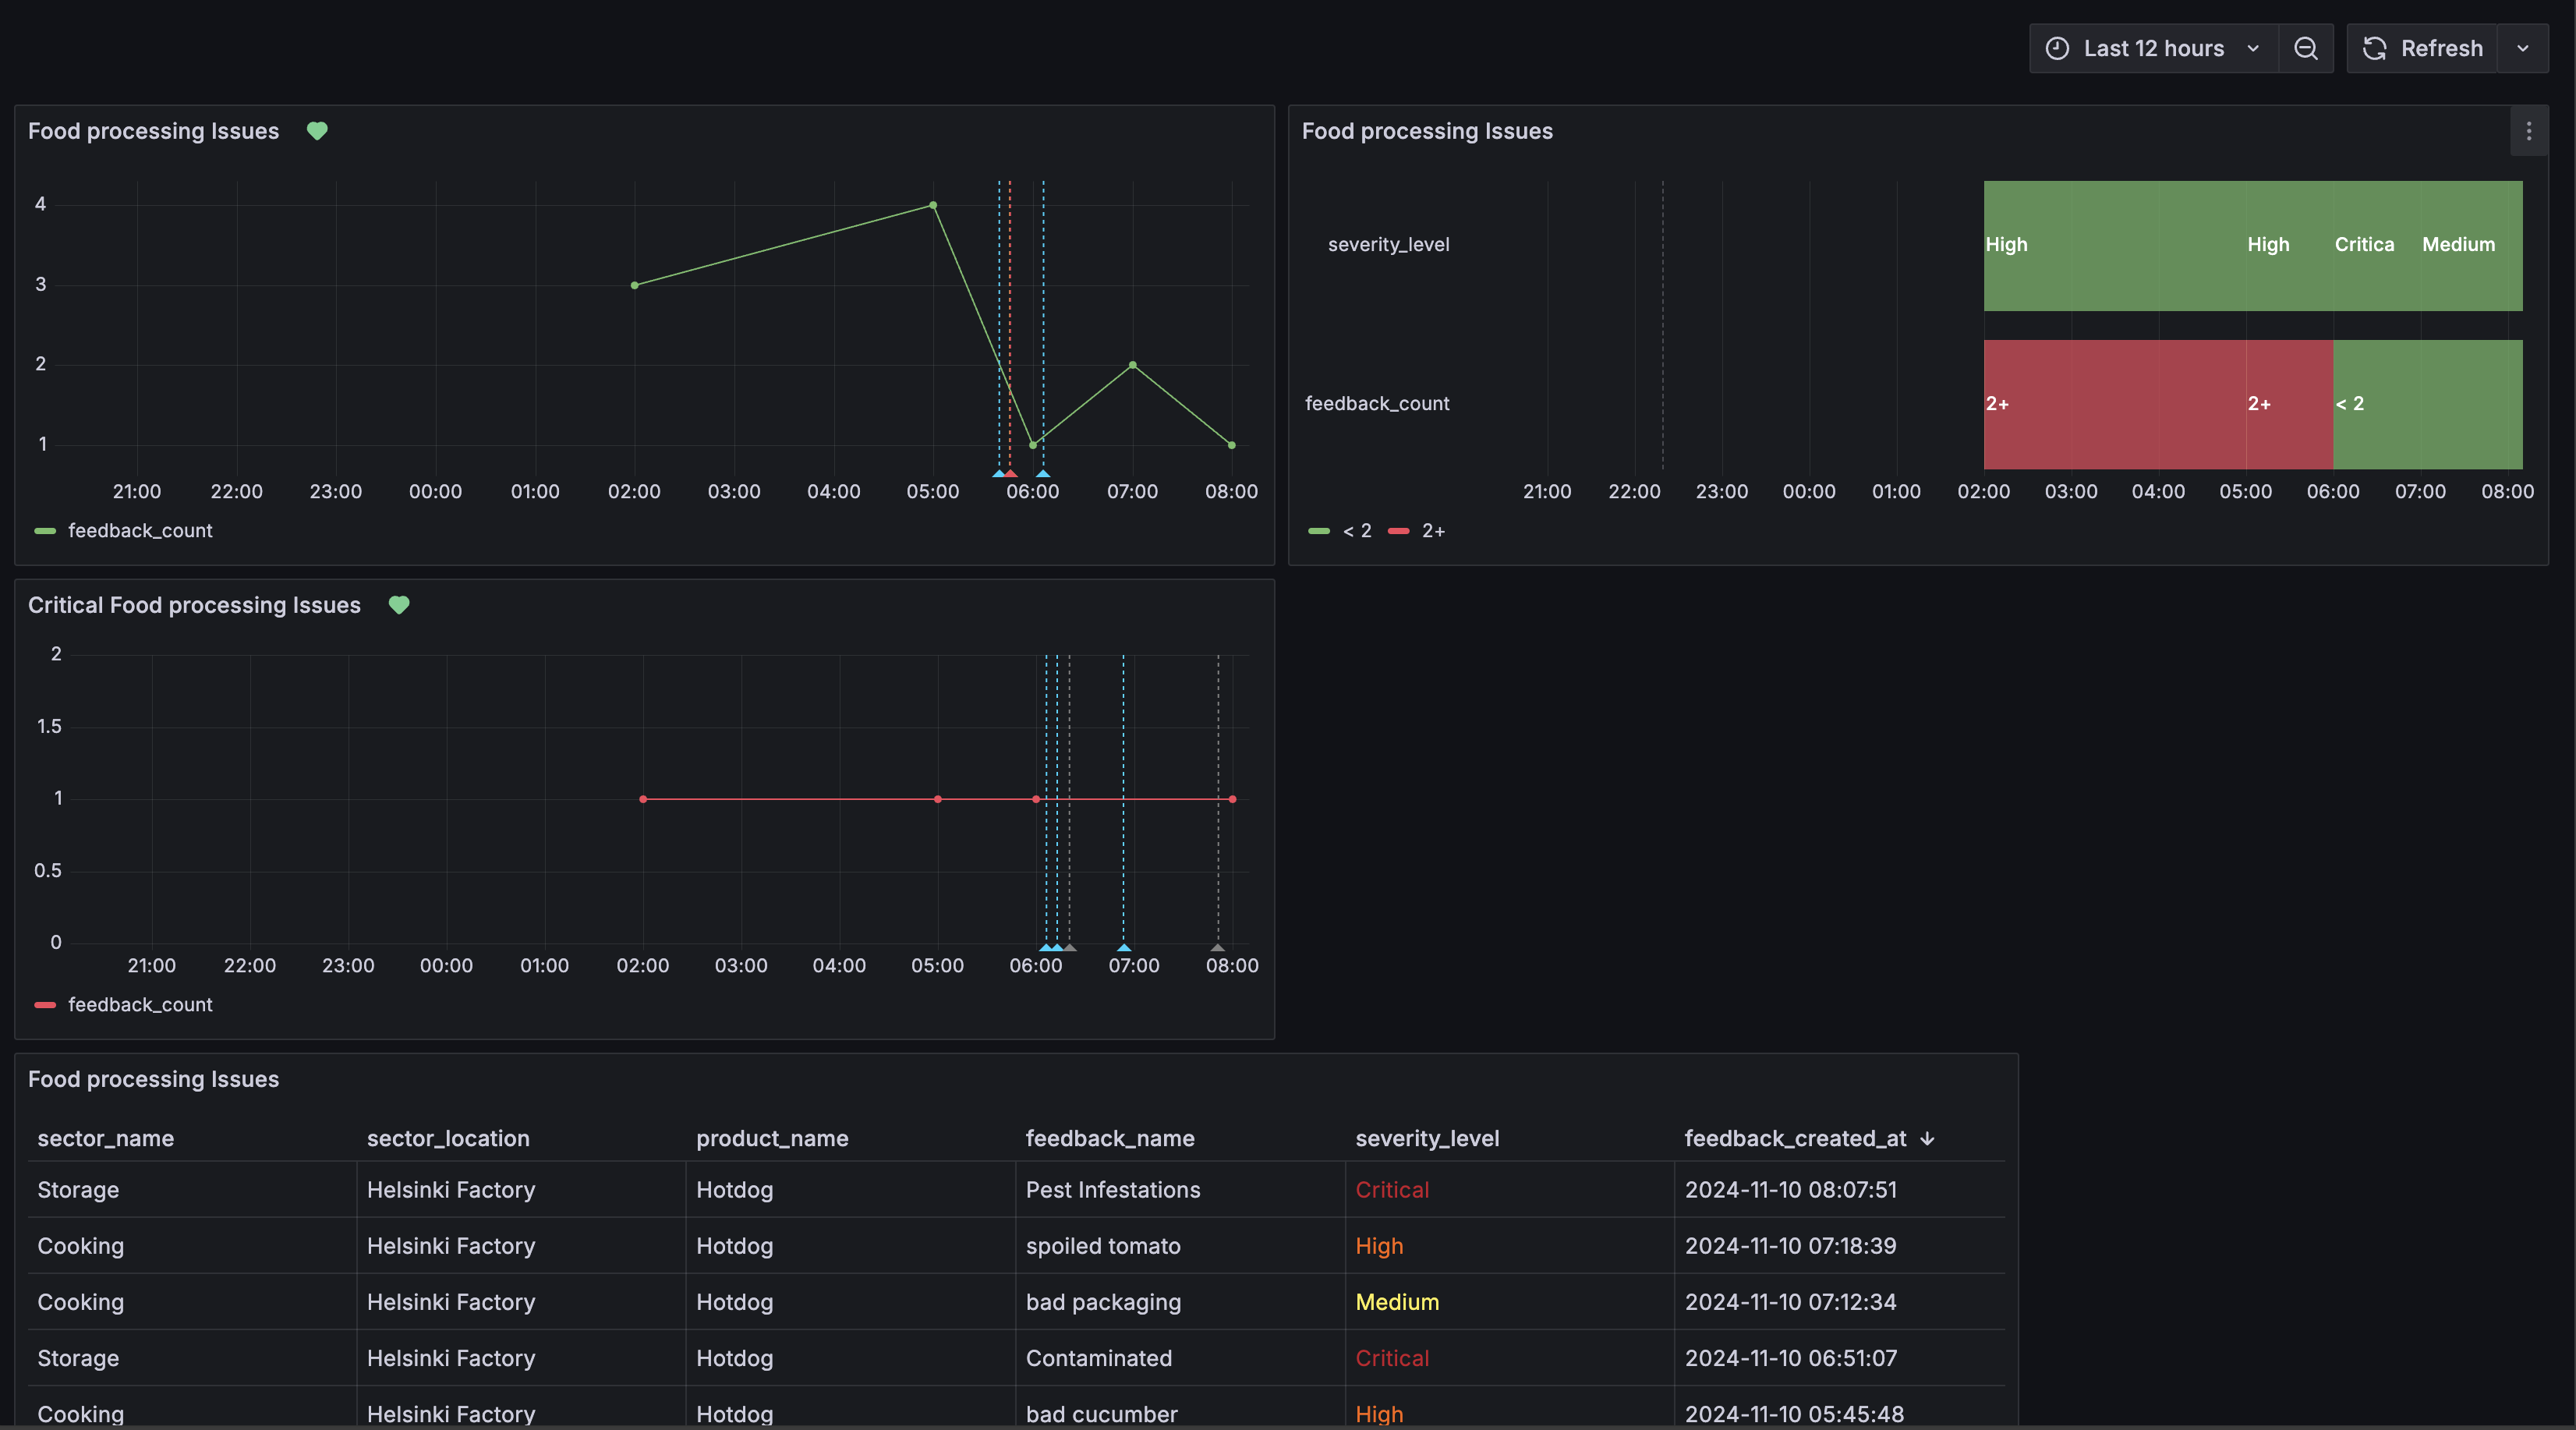 Last 12 hours Refresh
Food processing Issues
4
3
2
1
21:00 22:00 23:00 00:00 01:00 02:00 03:00 04:00 05:00 06:00 07:00 08:00
feedback_count
Food processing Issues
severity_level High High Critica Medium
feedback_count 2+ 2+ < 2
21:00 22:00 23:00 00:00 01:00 02:00 03:00 04:00 05:00 06:00 07:00 08:00
< 2 2+
Critical Food processing Issues
2
1.5
1
0.5
0
21:00 22:00 23:00 00:00 01:00 02:00 03:00 04:00 05:00 06:00 07:00 08:00
feedback_count
Food processing Issues
sector_name sector_location product_name feedback_name severity_level feedback_created_at
Storage Helsinki Factory Hotdog Pest Infestations Critical 2024-11-10 08:07:51
Cooking Helsinki Factory Hotdog spoiled tomato High 2024-11-10 07:18:39
Cooking Helsinki Factory Hotdog bad packaging Medium 2024-11-10 07:12:34
Storage Helsinki Factory Hotdog Contaminated Critical 2024-11-10 06:51:07
Cooking Helsinki Factory Hotdog bad cucumber High 2024-11-10 05:45:48